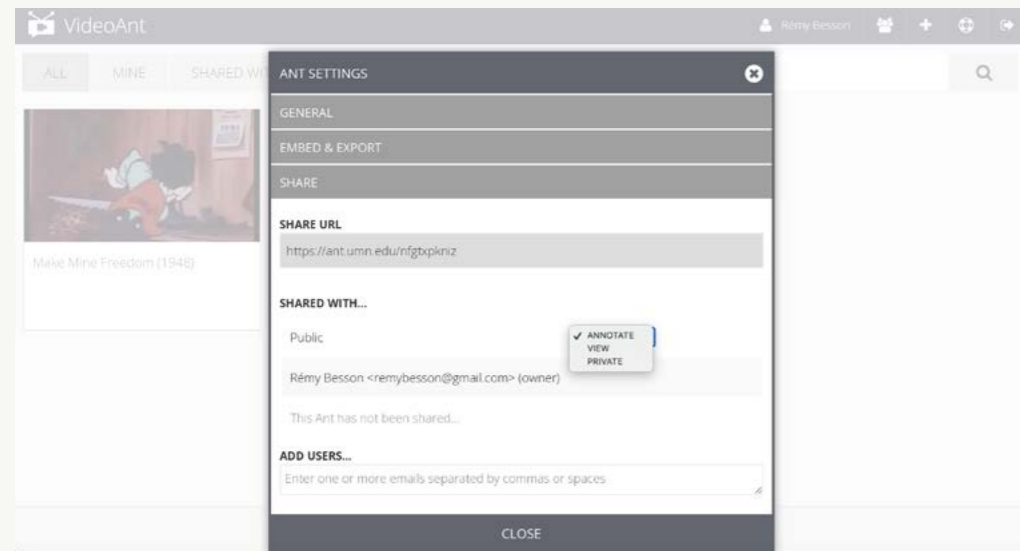 VideoAnt
Rémy Besson
ALL MINE SHARED WIT
ANT SETTINGS
GENERAL
EMBED & EXPORT
SHARE
SHARE URL
https://ant.umn.edu/nfgtxpkniz
Make Mine Freedom (1948)
SHARED WITH...
Public
✓ ANNOTATE
VIEW
PRIVATE
Rémy Besson <remybesson@gmail.com> (owner)
This Ant has not been shared...
ADD USERS...
Enter one or more emails separated by commas or spaces
CLOSE